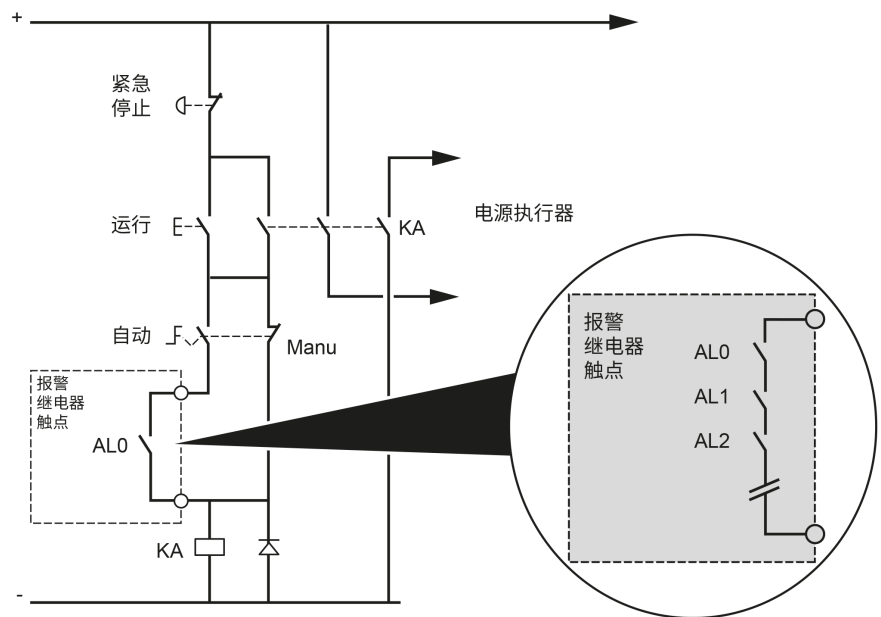 +
紧急
停止
运行
KA
电源执行器
自动
Manu
报警
继电器
触点
AL0
KA
-
报警
继电器
触点
AL0
AL1
AL2